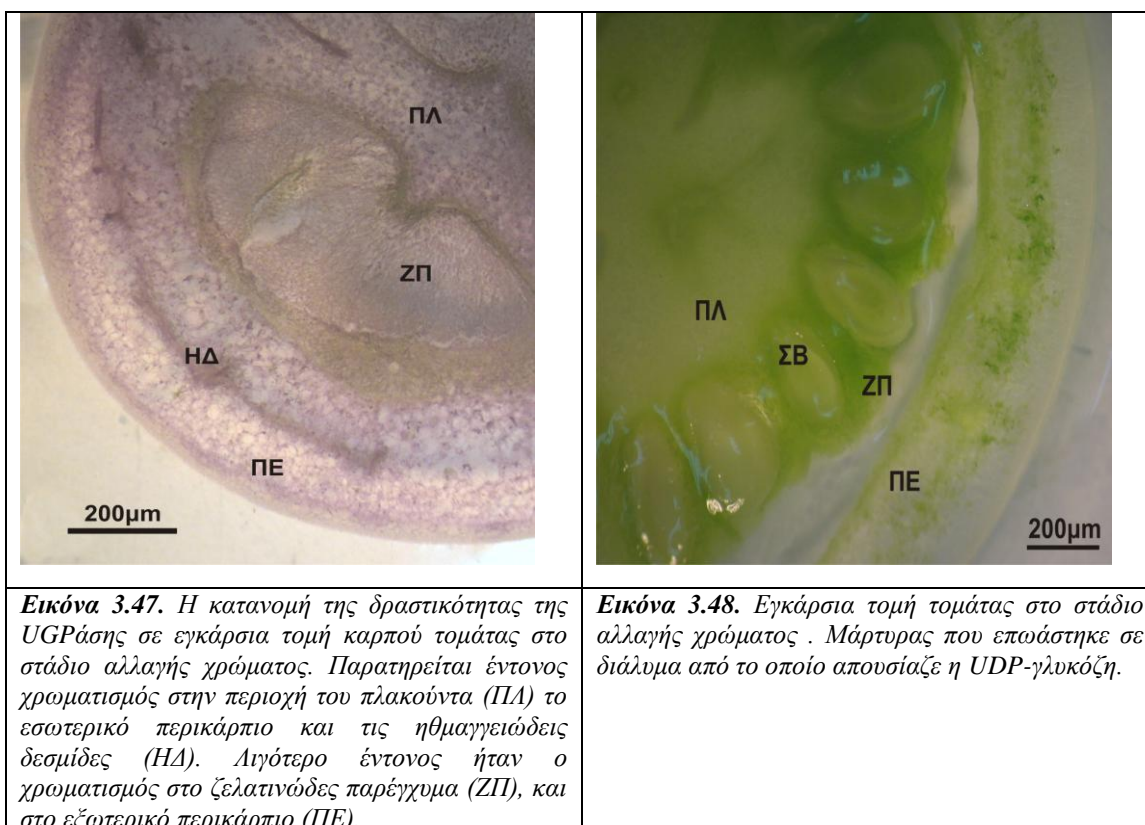 ΠΛ
ΖΠ
ΗΔ
ΠΕ
200μm
ΠΛ
ΣΒ
ΖΠ
ΠΕ
200μm
Εικόνα 3.47. Η κατανομή της δραστικότητας της
UGPάσης σε εγκάρσια τομή καρπού τομάτας στο
στάδιο αλλαγής χρώματος. Παρατηρείται έντονος
χρωματισμός στην περιοχή του πλακούντα (ΠΛ) το
εσωτερικό περικάρπιο και τις ηθμαγγειώδεις
δεσμίδες (ΗΔ). Λιγότερο έντονος ήταν ο
χρωματισμός στο ζελατινώδες παρέγχυμα (ΖΠ), και
στο εξωτερικό περικάρπιο (ΠΕ)
Εικόνα 3.48. Εγκάρσια τομή τομάτας στο στάδιο
αλλαγής χρώματος . Μάρτυρας που επωάστηκε σε
διάλυμα από το οποίο απουσίαζε η UDP-γλυκόζη.